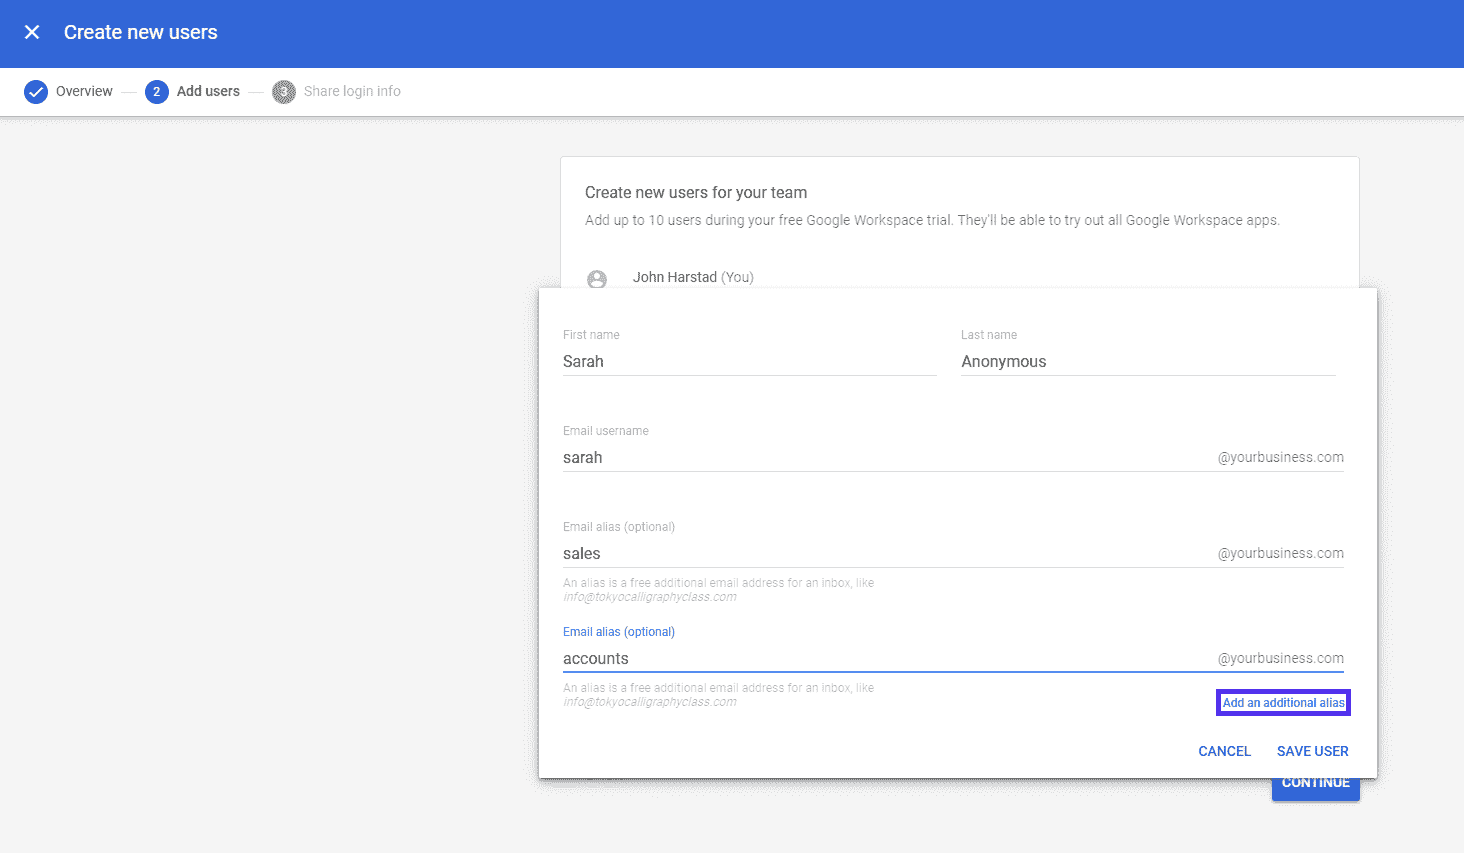 Create new users
Overview
2 Add users
3 Share login info
Create new users for your team
Add up to 10 users during your free Google Workspace trial. They'll be able to try out all Google Workspace apps.
John Harstad (You)
First name
Last name
Sarah
Anonymous
Email username
sarah @yourbusiness.com
Email alias (optional)
sales @yourbusiness.com
An alias is a free additional email address for an inbox, like
info@tokyocalligraphyclass.com
Email alias (optional)
accounts @yourbusiness.com
An alias is a free additional email address for an inbox, like
info@tokyocalligraphyclass.com
Add an additional alias
CANCEL SAVE USER
CONTINUE